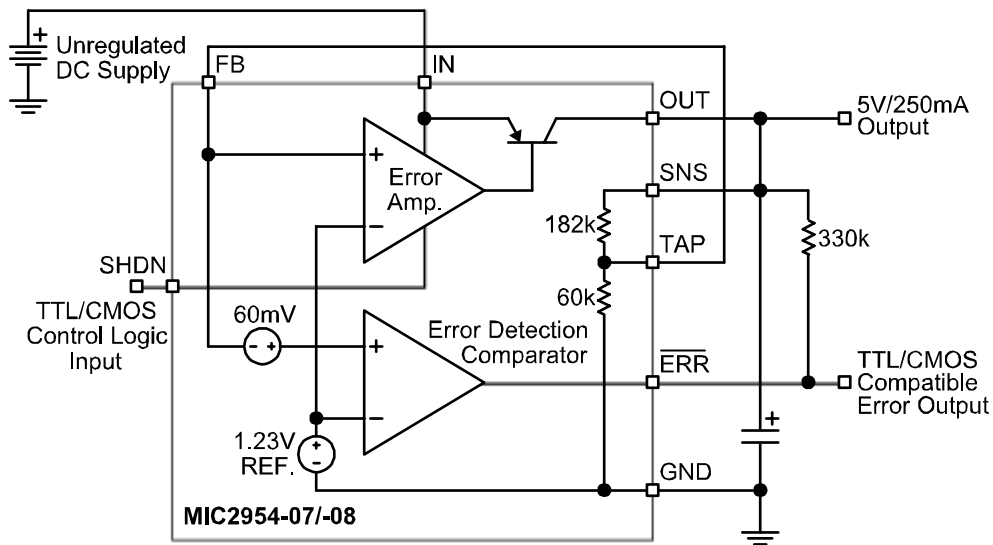 Unregulated
DC Supply
+
FB
IN
OUT
5V/250mA
Output
+
Error
Amp.
−
SNS
182k
330k
TAP
SHDN
60k
TTL/CMOS
Control Logic
Input
60mV
− +
+
Error Detection
Comparator
ERR
TTL/CMOS
Compatible
Error Output
−
+
1.23V
REF.
+
−
GND
MIC2954-07/-08